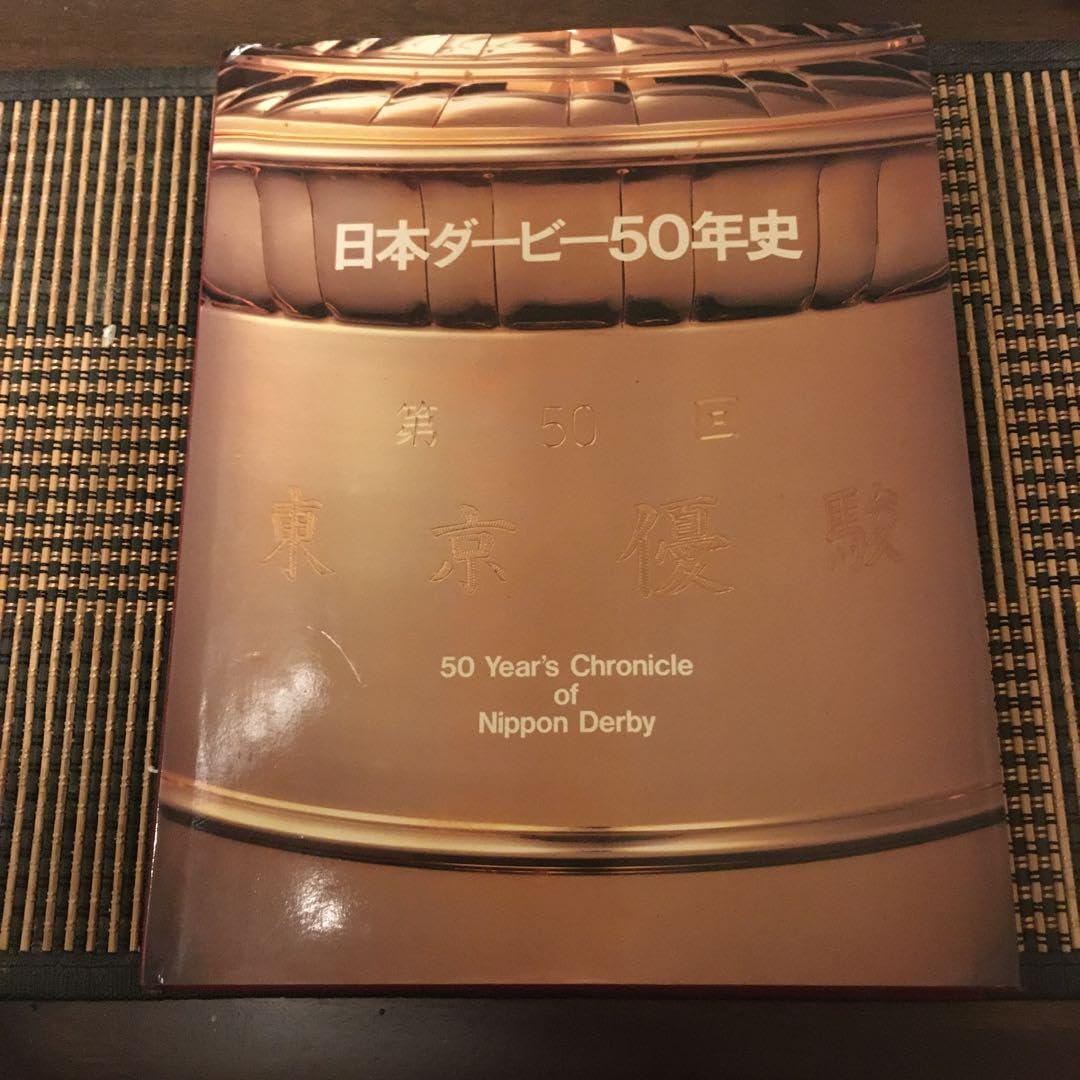 日本ダービー50年史
第 50 回
東京優駿
50 Year's Chronicle
of
Nippon Derby